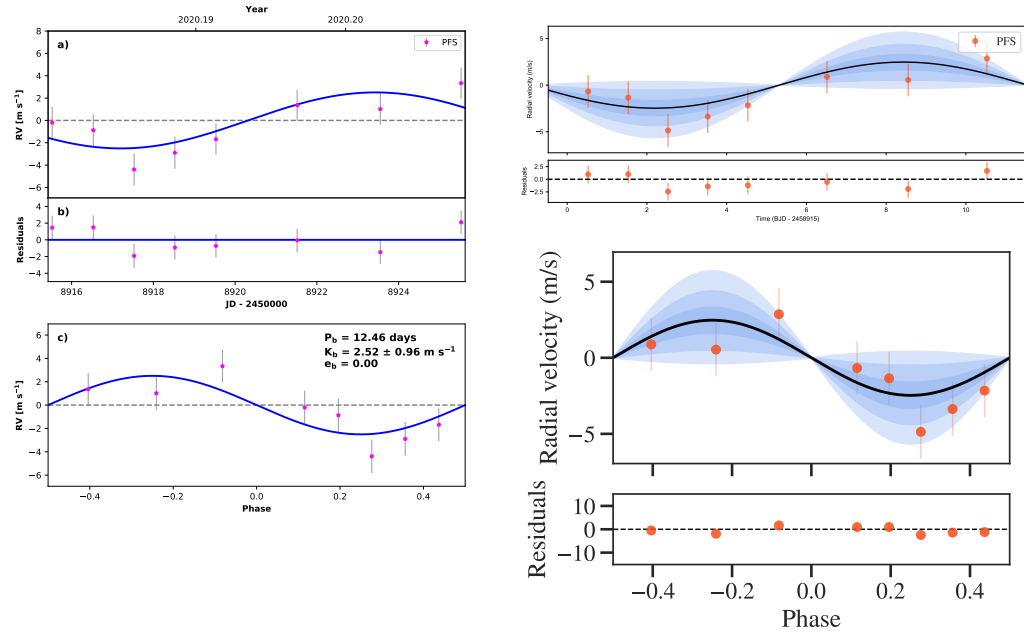 Year
2020.19 2020.20
8
6
4
2
0
−2
−4
−6
RV [m s⁻¹]
a)
PFS
4
2
0
−2
−4
Residuals
b)
8916 8918 8920 8922 8924
JD - 2450000
6
4
2
0
−2
−4
−6
RV [m s⁻¹]
c)
P_b = 12.46 days
K_b = 2.52 ± 0.96 m s⁻¹
e_b = 0.00
−0.4 −0.2 0.0 0.2 0.4
Phase
5
0
−5
Radial velocity (m/s)
PFS
2.5
0.0
−2.5
Residuals
0 2 4 6 8 10
Time (BJD - 2458915)
5
0
−5
Radial velocity (m/s)
10
0
−10
Residuals
−0.4 −0.2 0.0 0.2 0.4
Phase